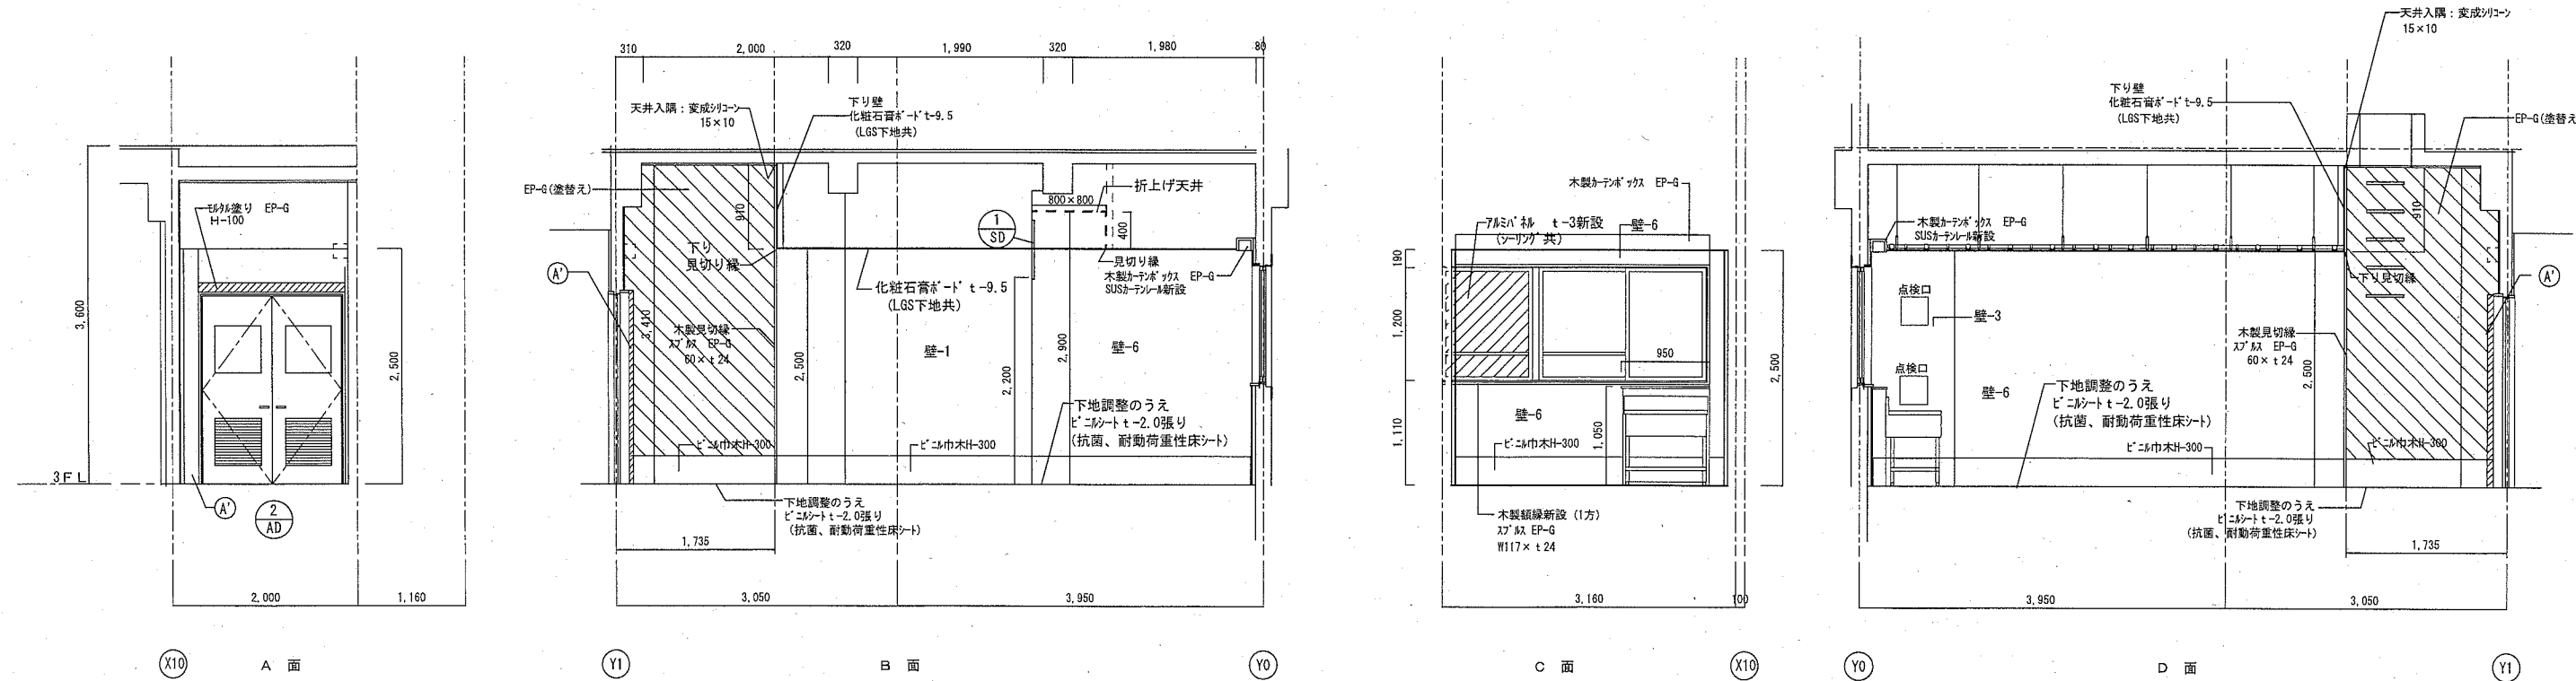 モルタル塗り EP-G
H-100
3,600
2,500
3FL
A'
2
AD
2,000
1,160
X10
A 面
310
2,000
320
1,990
320
1,980
80
天井入隅：変成シリコーン
15×10
下り壁
化粧石膏ボードt-9.5
(LGS下地共)
EP-G(塗替え)
910
800×800
折上げ天井
400
1
SD
下り
見切り縁
見切り縁
木製カーテンボックス EP-G
SUSカーテンレール新設
A'
化粧石膏ボードt-9.5
(LGS下地共)
3,410
木製見切縁
スプルス EP-G
60×t24
2,500
壁-1
2,200
2,900
壁-6
下地調整のうえ
ビニルシートt-2.0張り
(抗菌、耐動荷重性床シート)
ビニル巾木H-300
ビニル巾木H-300
下地調整のうえ
ビニルシートt-2.0張り
(抗菌、耐動荷重性床シート)
1,735
3,050
3,950
Y1
B 面
Y0
木製カーテンボックス EP-G
アルミパネル t-3新設
(シーリング共)
壁-6
190
1,200
1,110
950
2,500
壁-6
ビニル巾木H-300
1,050
木製額縁新設(1方)
スプルス EP-G
W117×t24
3,160
100
C 面
X10
天井入隅：変成シリコーン
15×10
下り壁
化粧石膏ボードt-9.5
(LGS下地共)
EP-G(塗替え
木製カーテンボックス EP-G
SUSカーテンレール新設
910
下り見切縁
A'
点検口
壁-3
木製見切縁
スプルス EP-G
60×t24
2,500
点検口
壁-6
下地調整のうえ
ビニルシートt-2.0張り
(抗菌、耐動荷重性床シート)
ビニル巾木H-300
ビニル巾木H-300
下地調整のうえ
ビニルシートt-2.0張り
(抗菌、耐動荷重性床シート)
1,735
3,950
3,050
Y0
D 面
Y1